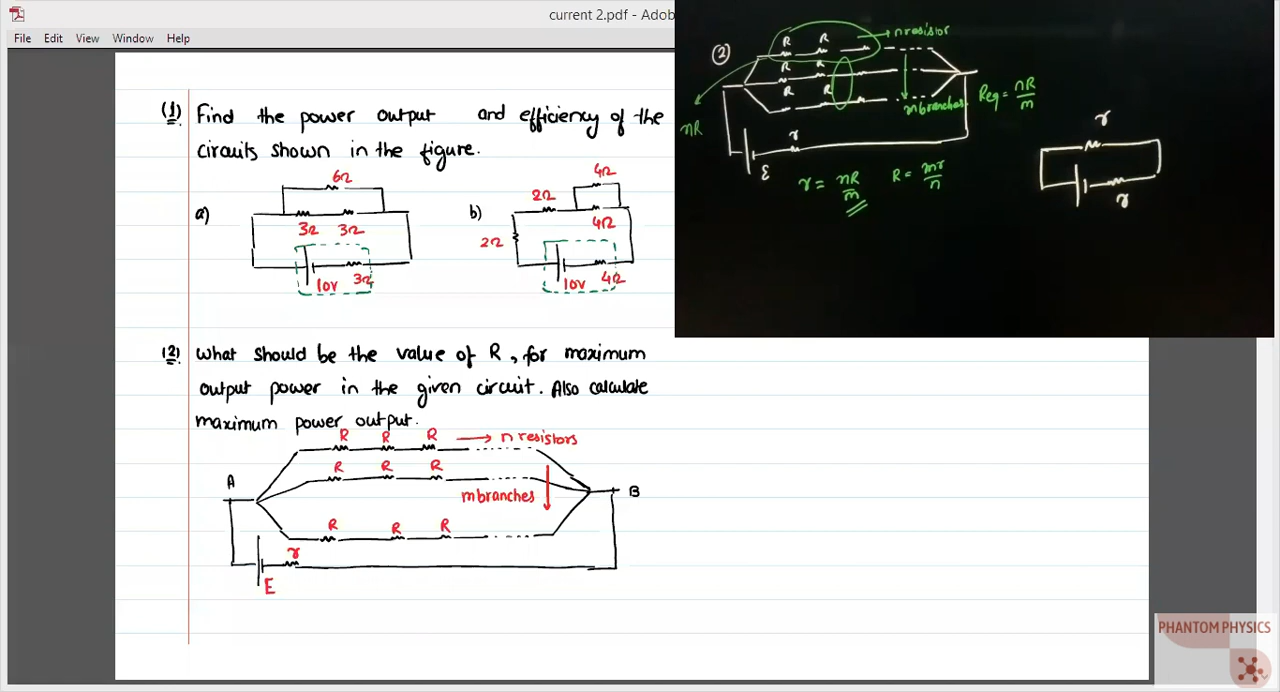 current 2.pdf - Adob
File Edit View Window Help
(1) Find the power output and efficiency of the
circuits shown in the figure.
a)
6Ω
3Ω 3Ω
10V 3Ω
b)
4Ω
2Ω
4Ω
2Ω
10V 4Ω
(2) What should be the value of R, for maximum
output power in the given circuit. Also calculate
maximum power output.
R R R → n resistors
R R R
A B
m branches
R R R
r
E
(2)
R R → n resistor
R R
R R m branches
nR
Req = nR/m
r
E
r = nR/m R = mr/n
r
r
PHANTOM PHYSICS